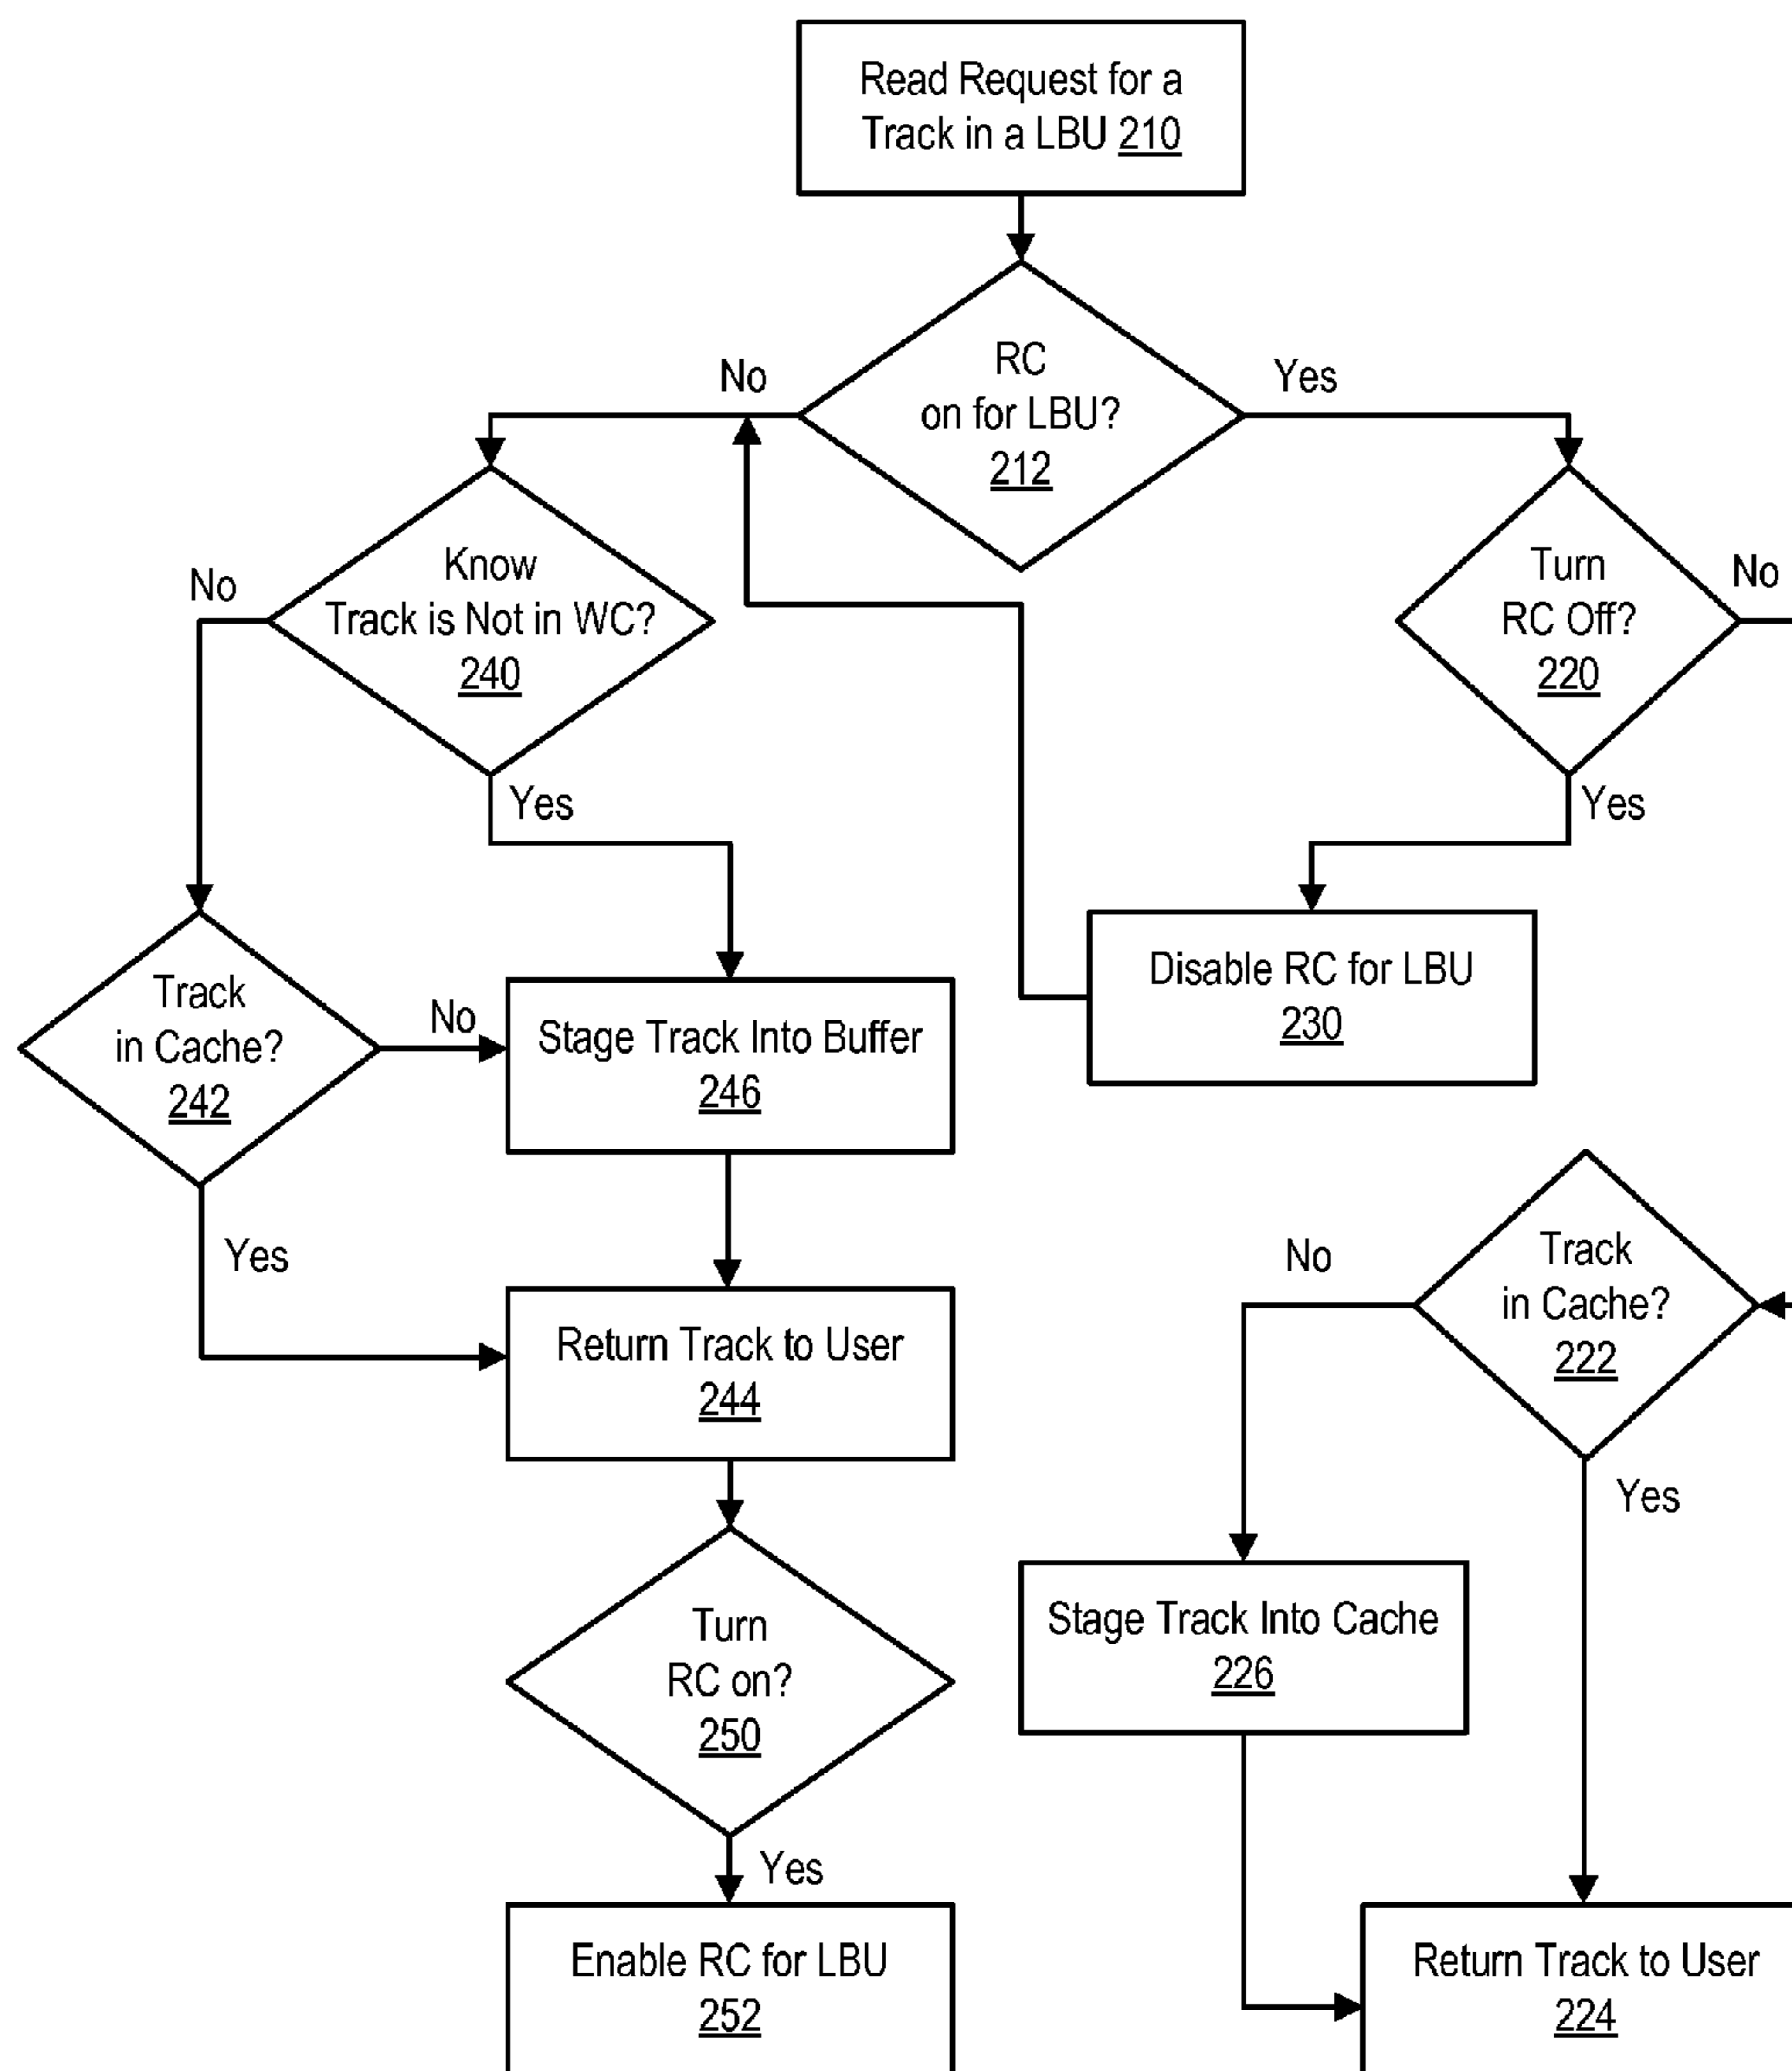 Read Request for a
Track in a LBU 210
RC
on for LBU?
212
No
Yes
Know
Track is Not in WC?
240
No
Yes
Turn
RC Off?
220
No
Yes
Disable RC for LBU
230
Track
in Cache?
242
No
Yes
Stage Track Into Buffer
246
Return Track to User
244
Track
in Cache?
222
No
Yes
Turn
RC on?
250
Yes
Stage Track Into Cache
226
Enable RC for LBU
252
Return Track to User
224